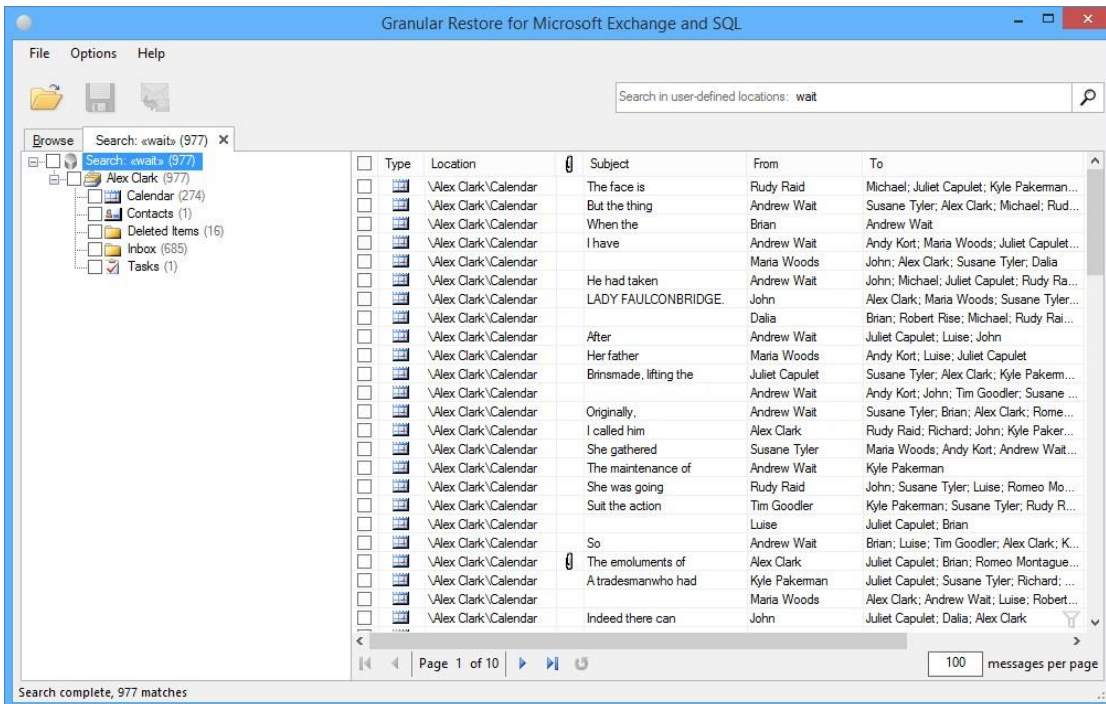 Granular Restore for Microsoft Exchange and SQL
File Options Help
Search in user-defined locations: wait
Browse Search: «wait» (977)
Search: «wait» (977)
Alex Clark (977)
Calendar (274)
Contacts (1)
Deleted Items (16)
Inbox (685)
Tasks (1)
Type Location Subject From To
\Alex Clark\Calendar The face is Rudy Raid Michael; Juliet Capulet; Kyle Pakerman...
\Alex Clark\Calendar But the thing Andrew Wait Susane Tyler; Alex Clark; Michael; Rud...
\Alex Clark\Calendar When the Brian Andrew Wait
\Alex Clark\Calendar I have Andrew Wait Andy Kort; Maria Woods; Juliet Capulet...
\Alex Clark\Calendar Maria Woods John; Alex Clark; Susane Tyler; Dalia
\Alex Clark\Calendar He had taken Andrew Wait John; Michael; Juliet Capulet; Rudy Ra...
\Alex Clark\Calendar LADY FAULCONBRIDGE. John Alex Clark; Maria Woods; Susane Tyler...
\Alex Clark\Calendar Dalia Brian; Robert Rise; Michael; Rudy Rai...
\Alex Clark\Calendar After Andrew Wait Juliet Capulet; Luise; John
\Alex Clark\Calendar Her father Maria Woods Andy Kort; Luise; Juliet Capulet
\Alex Clark\Calendar Brinsmade, lifting the Juliet Capulet Susane Tyler; Alex Clark; Kyle Pakerm...
\Alex Clark\Calendar Andrew Wait Andy Kort; John; Tim Goodler; Susane ...
\Alex Clark\Calendar Originally, Andrew Wait Susane Tyler; Brian; Alex Clark; Rome...
\Alex Clark\Calendar I called him Alex Clark Rudy Raid; Richard; John; Kyle Paker...
\Alex Clark\Calendar She gathered Susane Tyler Maria Woods; Andy Kort; Andrew Wait...
\Alex Clark\Calendar The maintenance of Andrew Wait Kyle Pakerman
\Alex Clark\Calendar She was going Rudy Raid John; Susane Tyler; Luise; Romeo Mo...
\Alex Clark\Calendar Suit the action Tim Goodler Kyle Pakerman; Susane Tyler; Rudy R...
\Alex Clark\Calendar Luise Juliet Capulet; Brian
\Alex Clark\Calendar So Andrew Wait Brian; Luise; Tim Goodler; Alex Clark; K...
\Alex Clark\Calendar The emoluments of Alex Clark Juliet Capulet; Brian; Romeo Montague...
\Alex Clark\Calendar A tradesmanwho had Kyle Pakerman Juliet Capulet; Susane Tyler; Richard; ...
\Alex Clark\Calendar Maria Woods Alex Clark; Andrew Wait; Luise; Robert...
\Alex Clark\Calendar Indeed there can John Juliet Capulet; Dalia; Alex Clark
Page 1 of 10 100 messages per page
Search complete, 977 matches